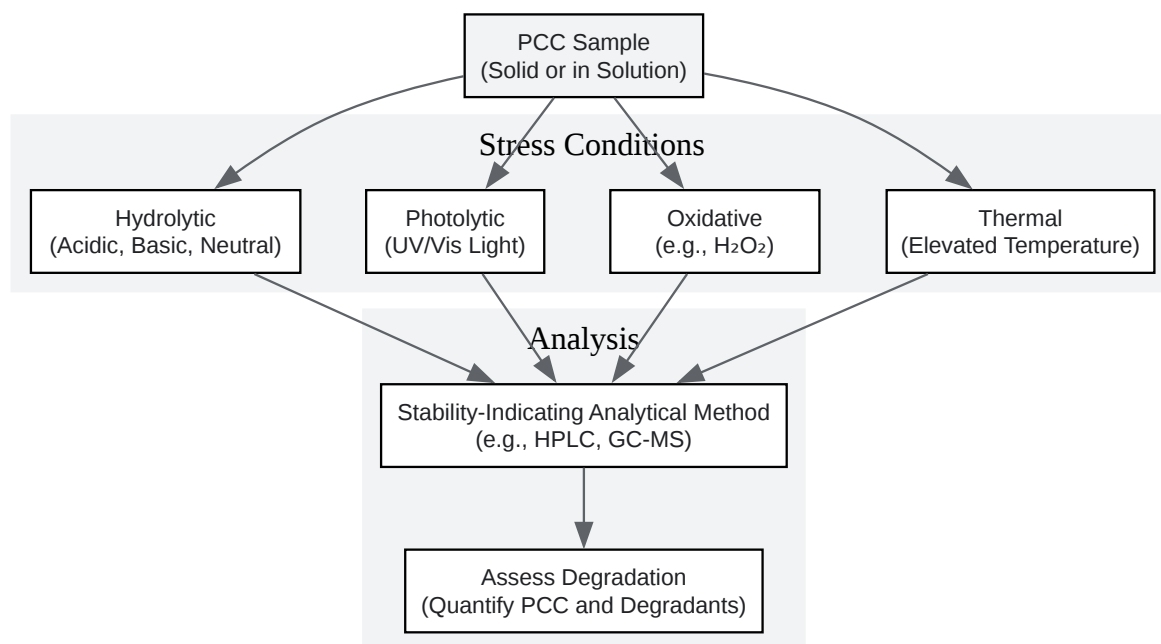 PCC Sample
(Solid or in Solution)
Stress Conditions
Hydrolytic
(Acidic, Basic, Neutral)
Photolytic
(UV/Vis Light)
Oxidative
(e.g., H₂O₂)
Thermal
(Elevated Temperature)
Analysis
Stability-Indicating Analytical Method
(e.g., HPLC, GC-MS)
Assess Degradation
(Quantify PCC and Degradants)